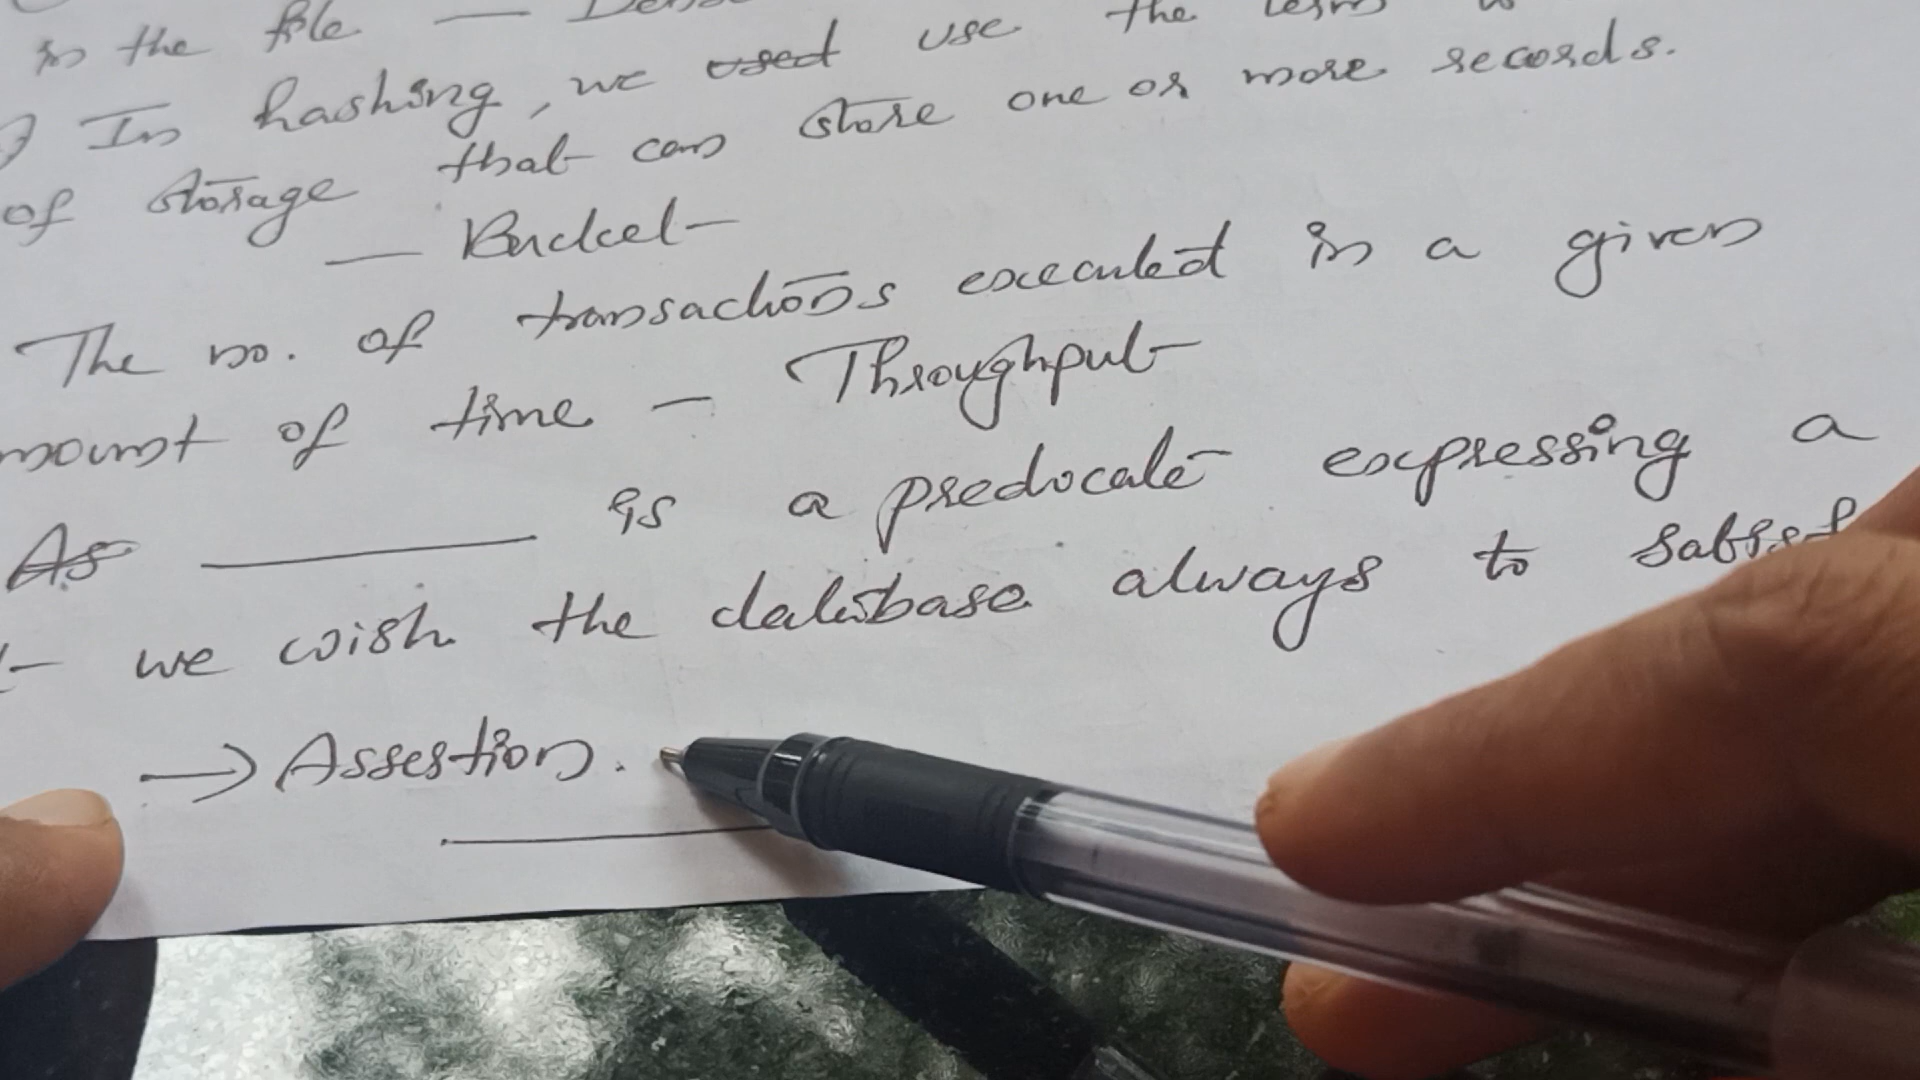 in the file —
In hashing, we used use the term
of storage that can store one or more records.
— Bucket
The no. of transactions executed in a given
mount of time – Throughput
As ______ is a predicate expressing a
we wish the database always to satisf
→ Assertion.